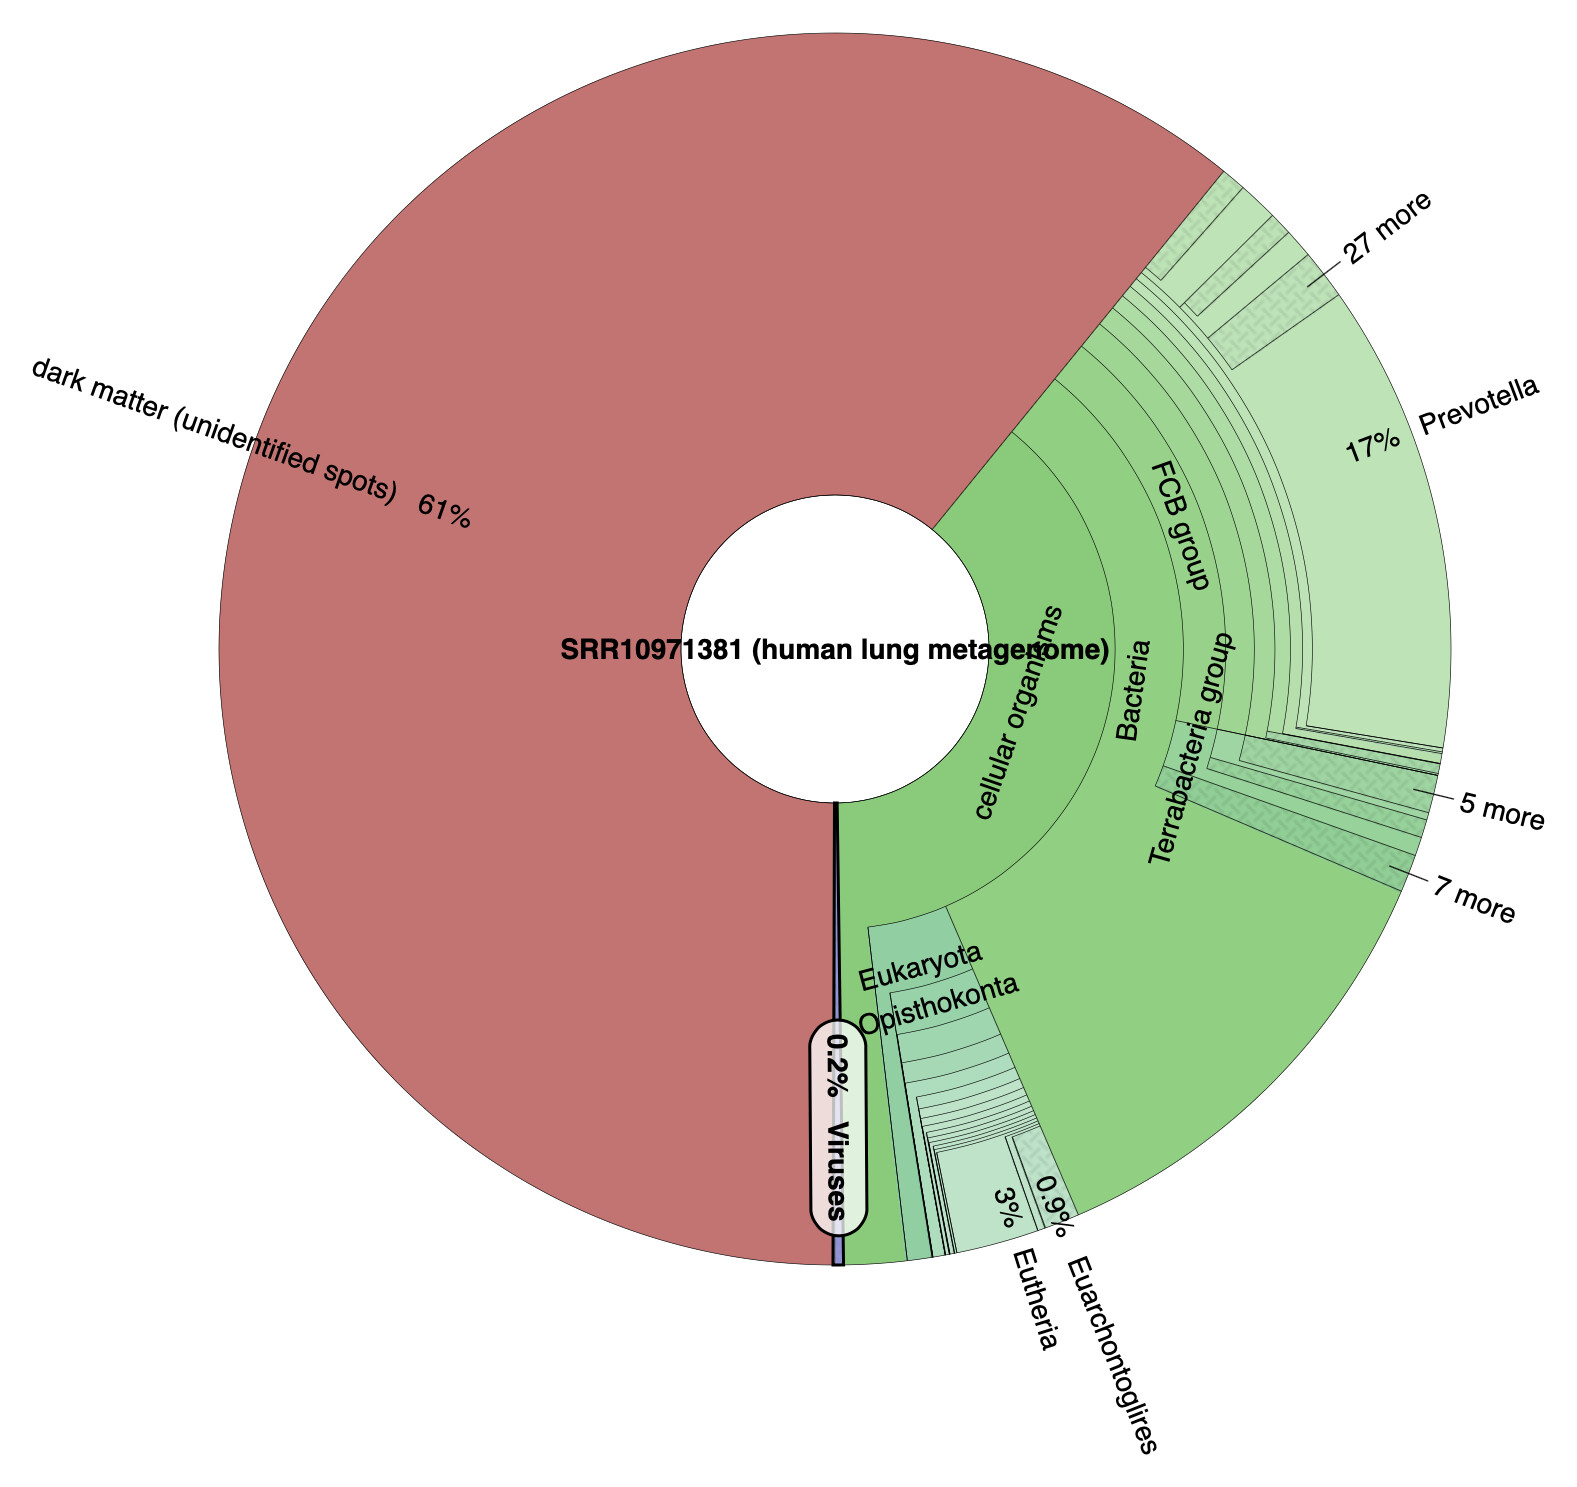 27 more
dark matter (unidentified spots) 61%
17% Prevotella
FCB group
SRR10971381 (human lung metagenome)
cellular organisms
Bacteria
Terrabacteria group
5 more
7 more
Eukaryota
Opisthokonta
0.2% Viruses
3% Eutheria
0.9% Euarchontoglires